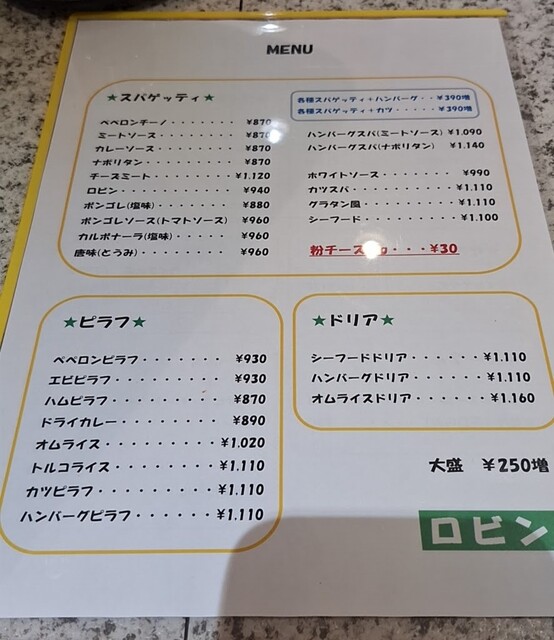 MENU
★スパゲッティ★
ペペロンチーノ・・・・・・・¥870
ミートソース・・・・・・・・¥870
カレーソース・・・・・・・・¥870
ナポリタン・・・・・・・・・¥870
チーズミート・・・・・・・・¥1.120
ロビン・・・・・・・・・・・¥940
ボンゴレ(塩味)・・・・・・・¥880
ボンゴレソース(トマトソース) ¥960
カルボナーラ(塩味)・・・・・¥960
唐味(とうみ)・・・・・・・・¥960
各種スパゲッティ+ハンバーグ・・¥390増
各種スパゲッティ+カツ・・・・・¥390増
ハンバーグスパ(ミートソース) ¥1.090
ハンバーグスパ(ナポリタン) ¥1.140
ホワイトソース・・・・・・・¥990
カツスパ・・・・・・・・・・¥1.110
グラタン風・・・・・・・・・¥1.110
シーフード・・・・・・・・・¥1.100
粉チーズ ・・・¥30
★ピラフ★
ペペロンピラフ・・・・・・・¥930
エビピラフ・・・・・・・・・¥930
ハムピラフ・・・・・・・・・¥870
ドライカレー・・・・・・・・¥890
オムライス・・・・・・・・・¥1.020
トルコライス・・・・・・・・¥1.110
カツピラフ・・・・・・・・・¥1.110
ハンバーグピラフ・・・・・・¥1.110
★ドリア★
シーフードドリア・・・・・・¥1.110
ハンバーグドリア・・・・・・¥1.110
オムライスドリア・・・・・・¥1.160
大盛 ¥250増
ロビン